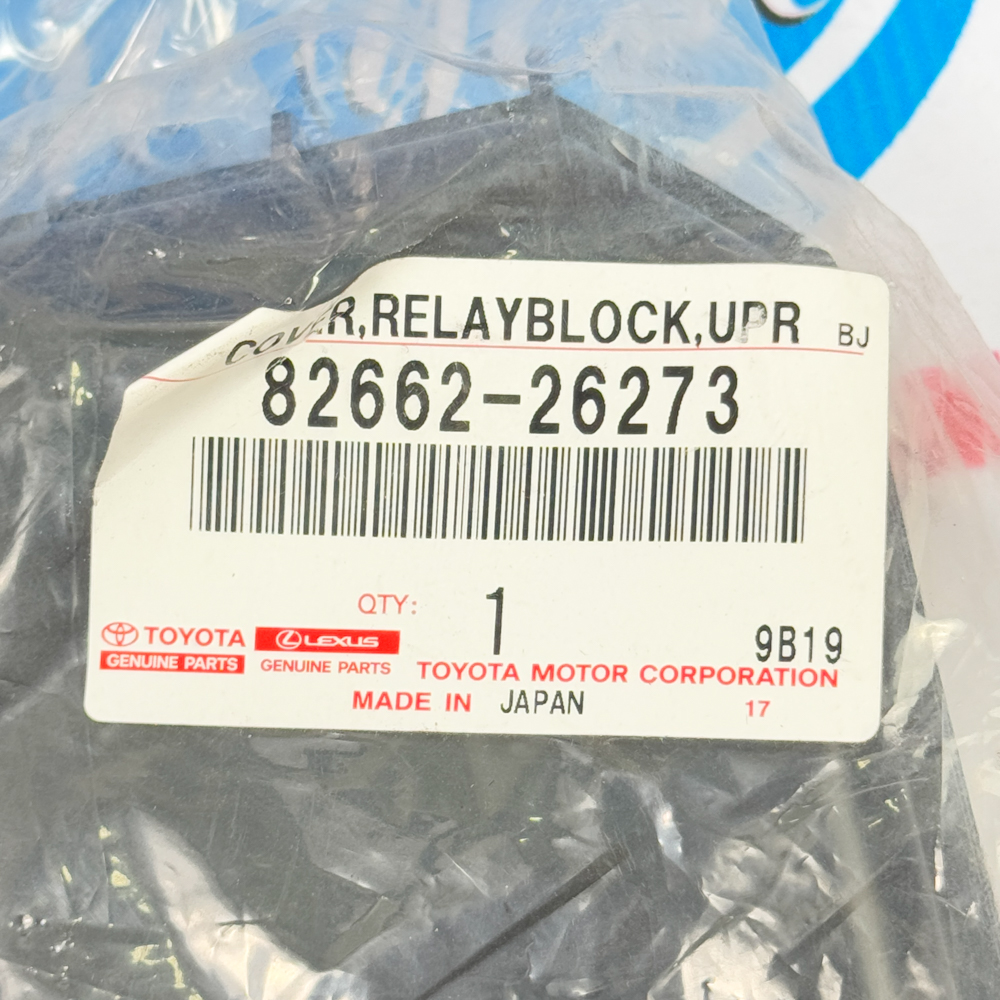 COVER,RELAYBLOCK,UPR BJ
82662-26273
QTY: 1
9B19
TOYOTA LEXUS
GENUINE PARTS GENUINE PARTS
TOYOTA MOTOR CORPORATION
MADE IN JAPAN 17